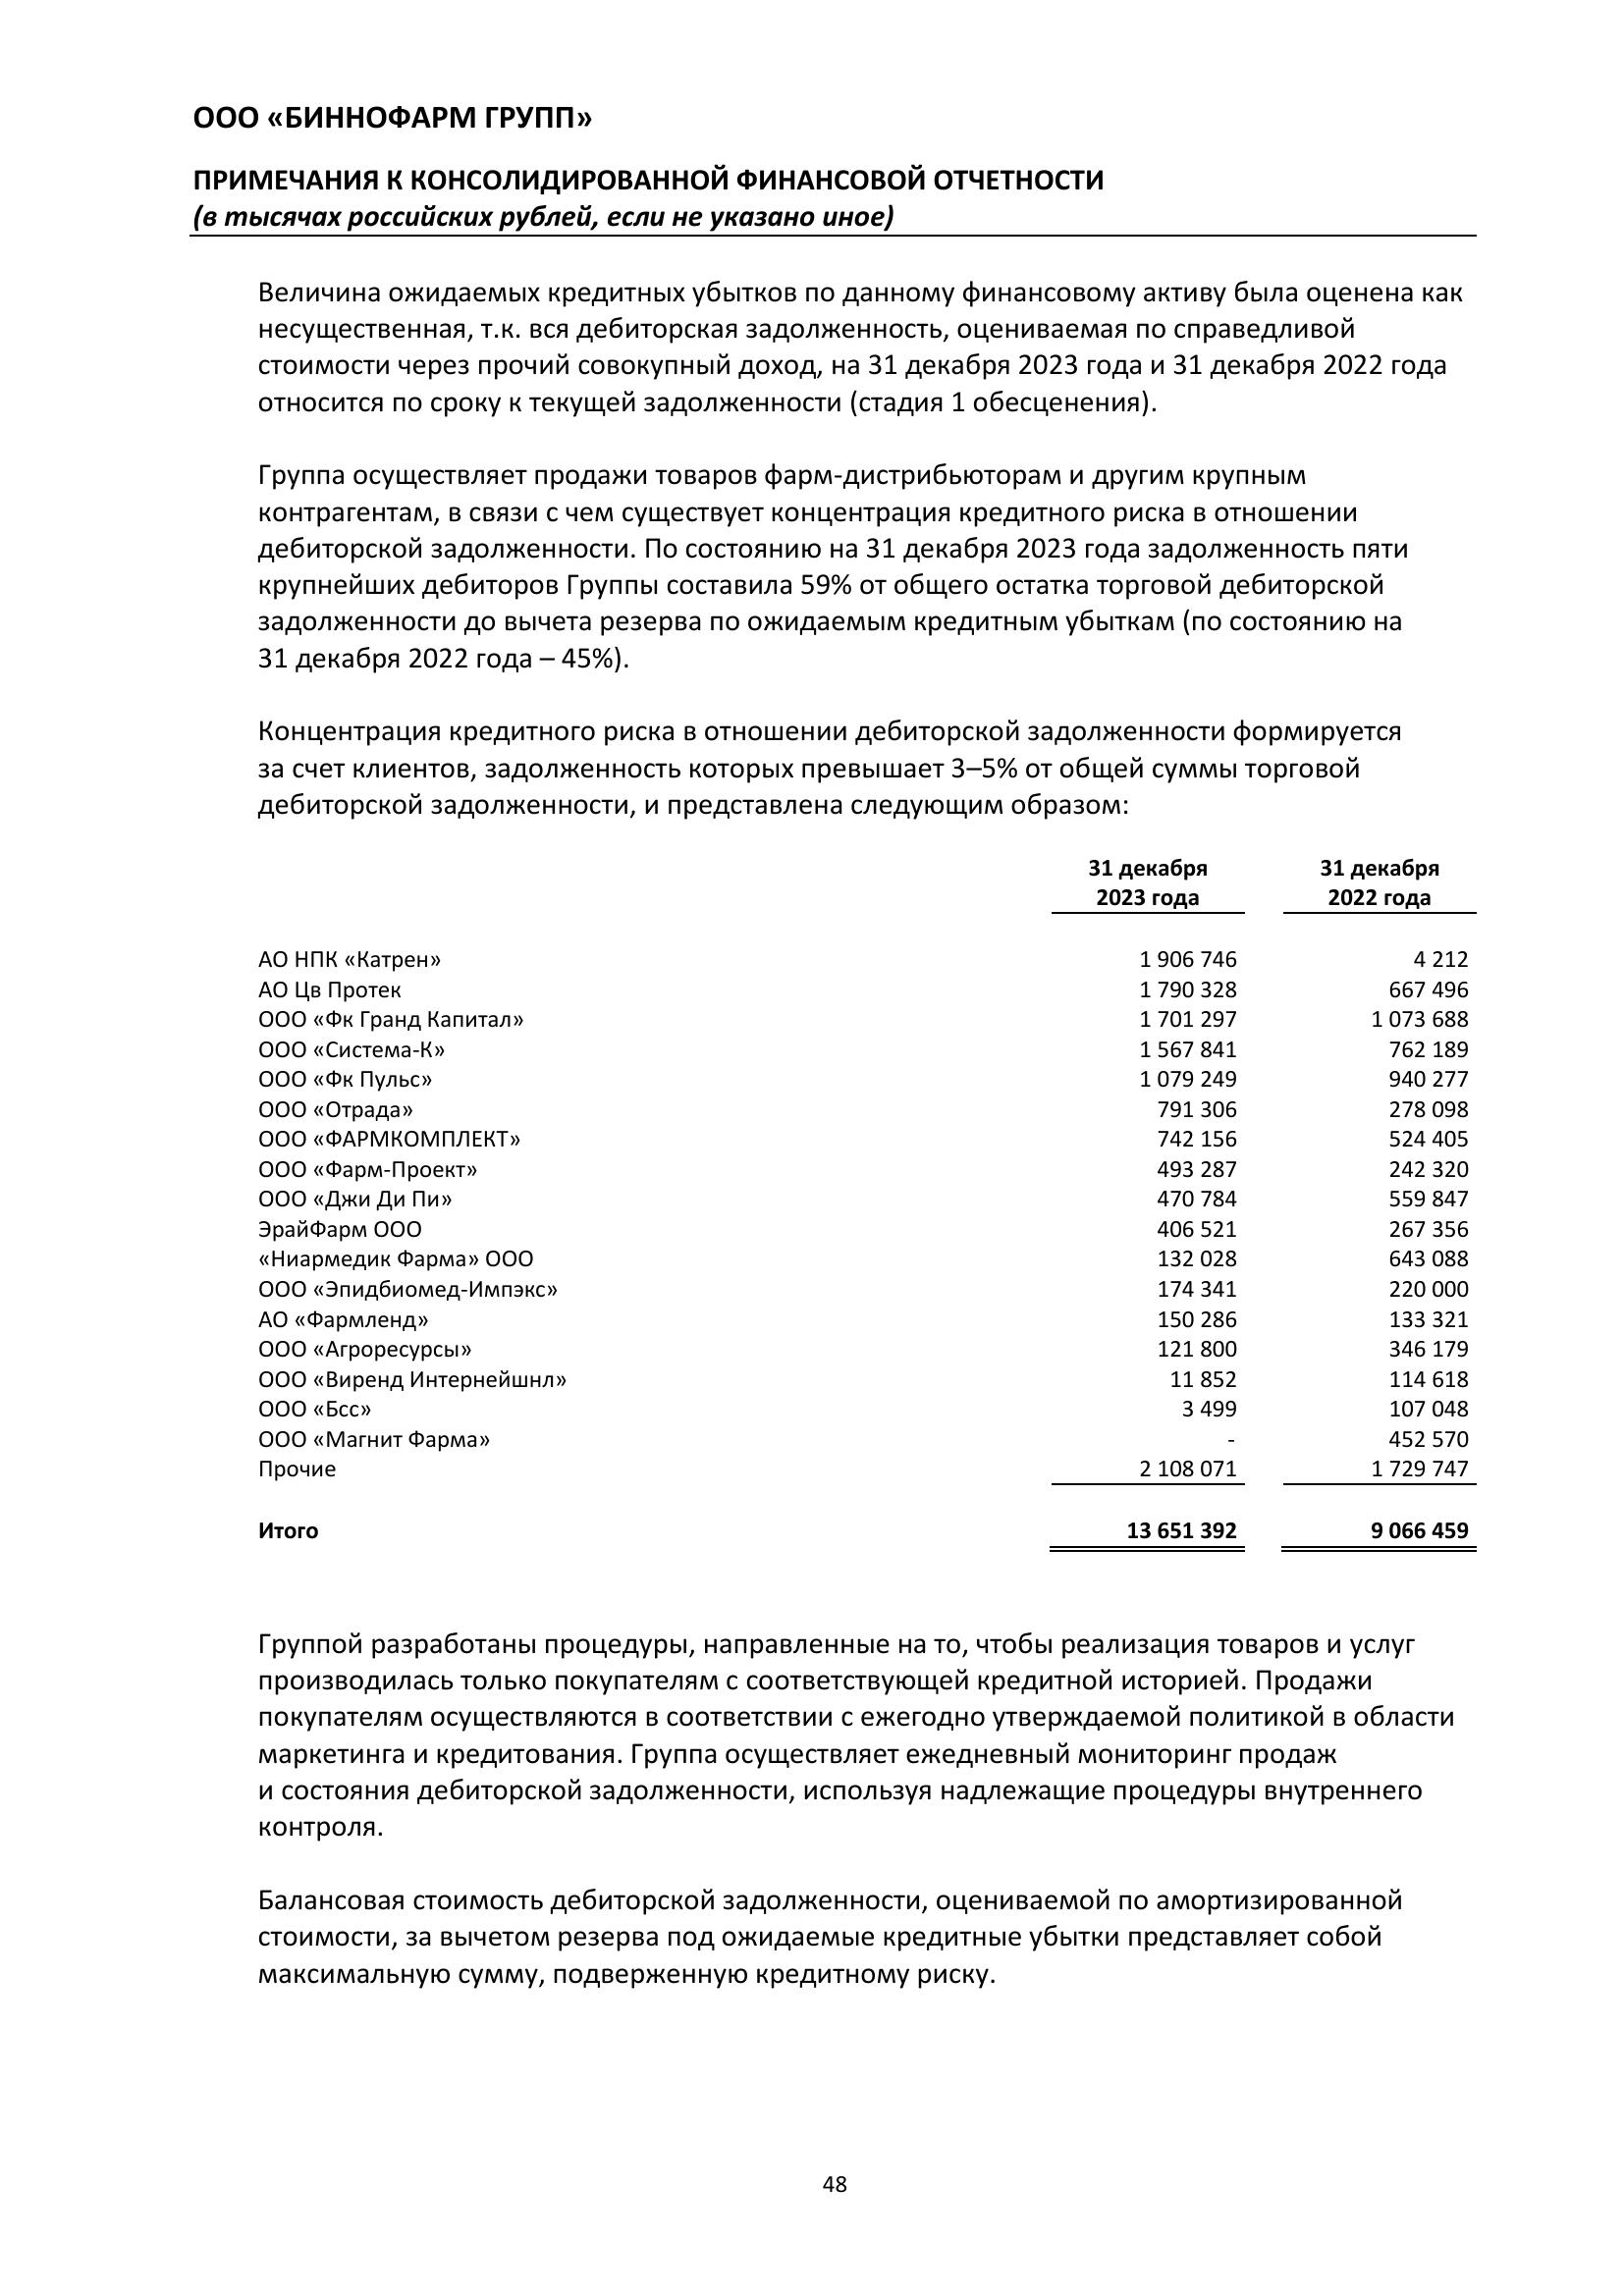 ООО «БИННОФАРМ ГРУПП»
ПРИМЕЧАНИЯ К КОНСОЛИДИРОВАННОЙ ФИНАНСОВОЙ ОТЧЕТНОСТИ
(в тысячах российских рублей, если не указано иное)
Величина ожидаемых кредитных убытков по данному финансовому активу была оценена как
несущественная, т.к. вся дебиторская задолженность, оцениваемая по справедливой
стоимости через прочий совокупный доход, на 31 декабря 2023 года и 31 декабря 2022 года
относится по сроку к текущей задолженности (стадия 1 обесценения).
Группа осуществляет продажи товаров фарм-дистрибьюторам и другим крупным
контрагентам, в связи с чем существует концентрация кредитного риска в отношении
дебиторской задолженности. По состоянию на 31 декабря 2023 года задолженность пяти
крупнейших дебиторов Группы составила 59% от общего остатка торговой дебиторской
задолженности до вычета резерва по ожидаемым кредитным убыткам (по состоянию на
31 декабря 2022 года – 45%).
Концентрация кредитного риска в отношении дебиторской задолженности формируется
за счет клиентов, задолженность которых превышает 3–5% от общей суммы торговой
дебиторской задолженности, и представлена следующим образом:
31 декабря 31 декабря
2023 года 2022 года
АО НПК «Катрен» 1 906 746 4 212
АО Цв Протек 1 790 328 667 496
ООО «Фк Гранд Капитал» 1 701 297 1 073 688
ООО «Система-К» 1 567 841 762 189
ООО «Фк Пульс» 1 079 249 940 277
ООО «Отрада» 791 306 278 098
ООО «ФАРМКОМПЛЕКТ» 742 156 524 405
ООО «Фарм-Проект» 493 287 242 320
ООО «Джи Ди Пи» 470 784 559 847
ЭрайФарм ООО 406 521 267 356
«Ниармедик Фарма» ООО 132 028 643 088
ООО «Эпидбиомед-Импэкс» 174 341 220 000
АО «Фармленд» 150 286 133 321
ООО «Агроресурсы» 121 800 346 179
ООО «Виренд Интернейшнл» 11 852 114 618
ООО «Бсс» 3 499 107 048
ООО «Магнит Фарма» - 452 570
Прочие 2 108 071 1 729 747
Итого 13 651 392 9 066 459
Группой разработаны процедуры, направленные на то, чтобы реализация товаров и услуг
производилась только покупателям с соответствующей кредитной историей. Продажи
покупателям осуществляются в соответствии с ежегодно утверждаемой политикой в области
маркетинга и кредитования. Группа осуществляет ежедневный мониторинг продаж
и состояния дебиторской задолженности, используя надлежащие процедуры внутреннего
контроля.
Балансовая стоимость дебиторской задолженности, оцениваемой по амортизированной
стоимости, за вычетом резерва под ожидаемые кредитные убытки представляет собой
максимальную сумму, подверженную кредитному риску.
48